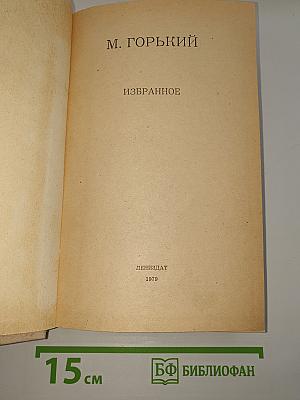 М. ГОРЬКИЙ
ИЗБРАННОЕ
ЛЕНИЗДАТ
1979
15 см
БФ БИБЛИОФАН